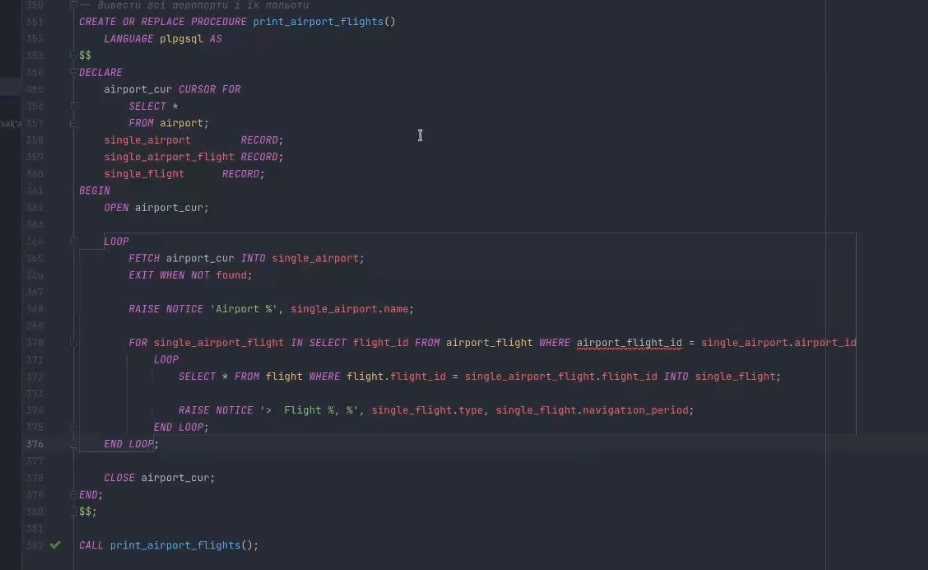 350 -- Вивести всі аеропорти і їх польоти
351 CREATE OR REPLACE PROCEDURE print_airport_flights()
352 LANGUAGE plpgsql AS
353 $$
354 DECLARE
355 airport_cur CURSOR FOR
356 SELECT *
357 FROM airport;
358 single_airport RECORD;
359 single_airport_flight RECORD;
360 single_flight RECORD;
361 BEGIN
362 OPEN airport_cur;
363
364 LOOP
365 FETCH airport_cur INTO single_airport;
366 EXIT WHEN NOT found;
367
368 RAISE NOTICE 'Airport %', single_airport.name;
369
370 FOR single_airport_flight IN SELECT flight_id FROM airport_flight WHERE airport_flight_id = single_airport.airport_id
371 LOOP
372 SELECT * FROM flight WHERE flight.flight_id = single_airport_flight.flight_id INTO single_flight;
373
374 RAISE NOTICE '> Flight %, %', single_flight.type, single_flight.navigation_period;
375 END LOOP;
376 END LOOP;
377
378 CLOSE airport_cur;
379 END;
380 $$;
381
382 CALL print_airport_flights();